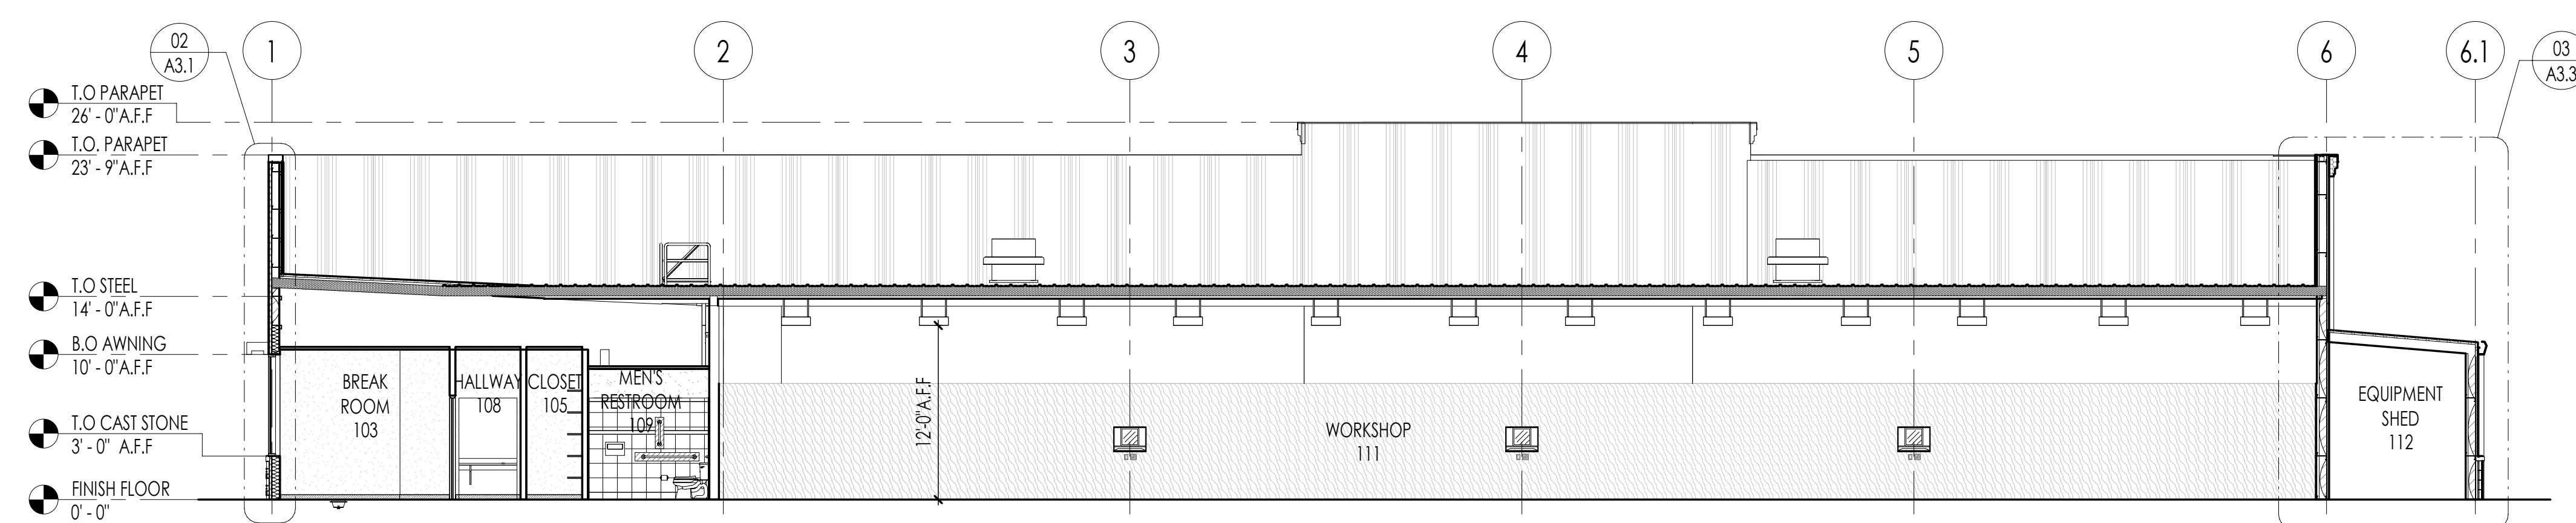 02
A3.1
1
2
3
4
5
6
6.1
03
A3.3
T.O PARAPET
26' - 0"A.F.F
T.O. PARAPET
23' - 9"A.F.F
T.O STEEL
14' - 0"A.F.F
B.O AWNING
10' - 0"A.F.F
T.O CAST STONE
3' - 0" A.F.F
FINISH FLOOR
0' - 0"
BREAK
ROOM
103
HALLWAY
108
CLOSET
105
MEN'S
RESTROOM
109
12'-0"A.F.F
WORKSHOP
111
EQUIPMENT
SHED
112